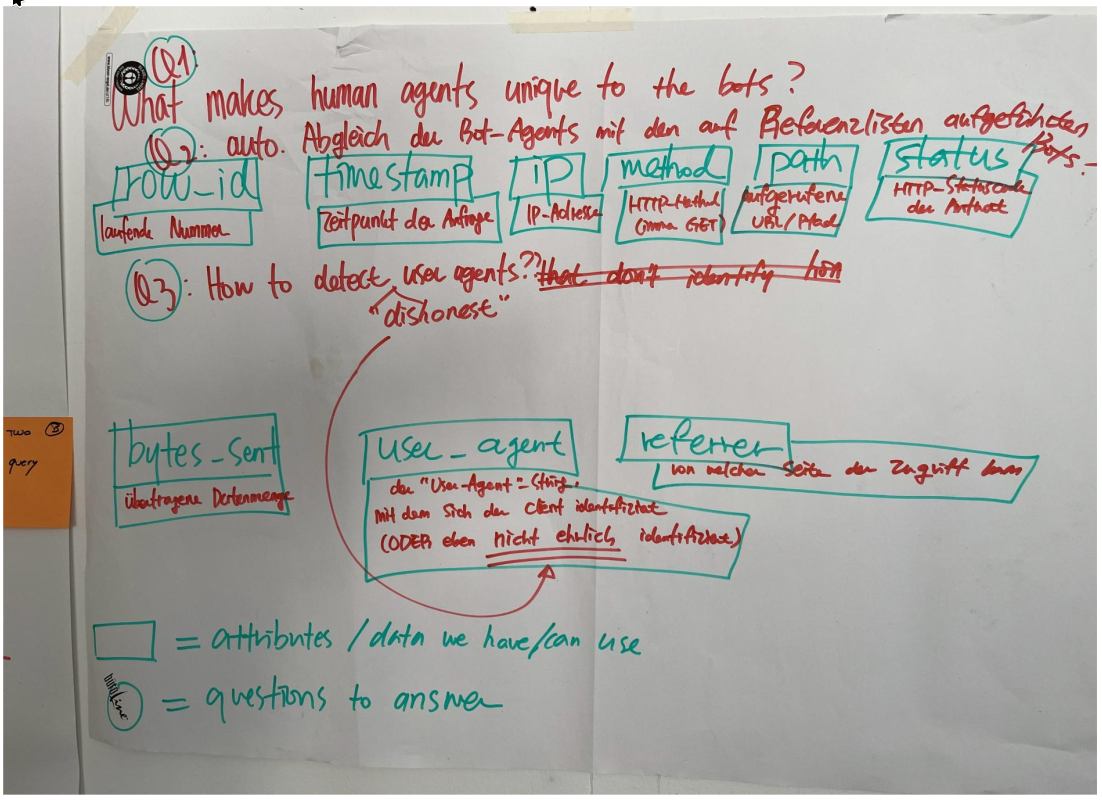 Q1
What makes human agents unique to the bots?
Q2: auto. Abgleich der Bot-Agents mit den auf Referenzlisten aufgeführten Bots.
row_id
timestamp
IP
method
path
status
laufende Nummer
Zeitpunkt der Anfrage
IP-Adresse
HTTP-Method
(immer GET)
aufgerufene
URL/Pfad
HTTP-Statuscode
der Antwort
Q3: How to detect user agents?? that don't identify
"dishonest"
TWO
query
bytes_sent
übertragene Datenmenge
user_agent
der "User-Agent"-String,
mit dem sich der Client identifiziert
(ODER eben nicht ehrlich identifiziert)
referrer
von welcher Seite der Zugriff kam
= attributes / data we have/can use
= questions to answer